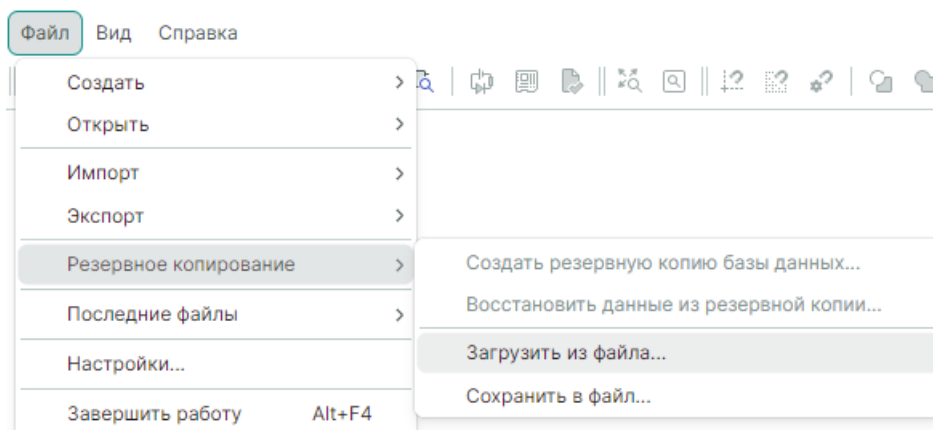 Файл Вид Справка
Создать
Открыть
Импорт
Экспорт
Резервное копирование
Создать резервную копию базы данных...
Восстановить данные из резервной копии...
Загрузить из файла...
Сохранить в файл...
Последние файлы
Настройки...
Завершить работу Alt+F4